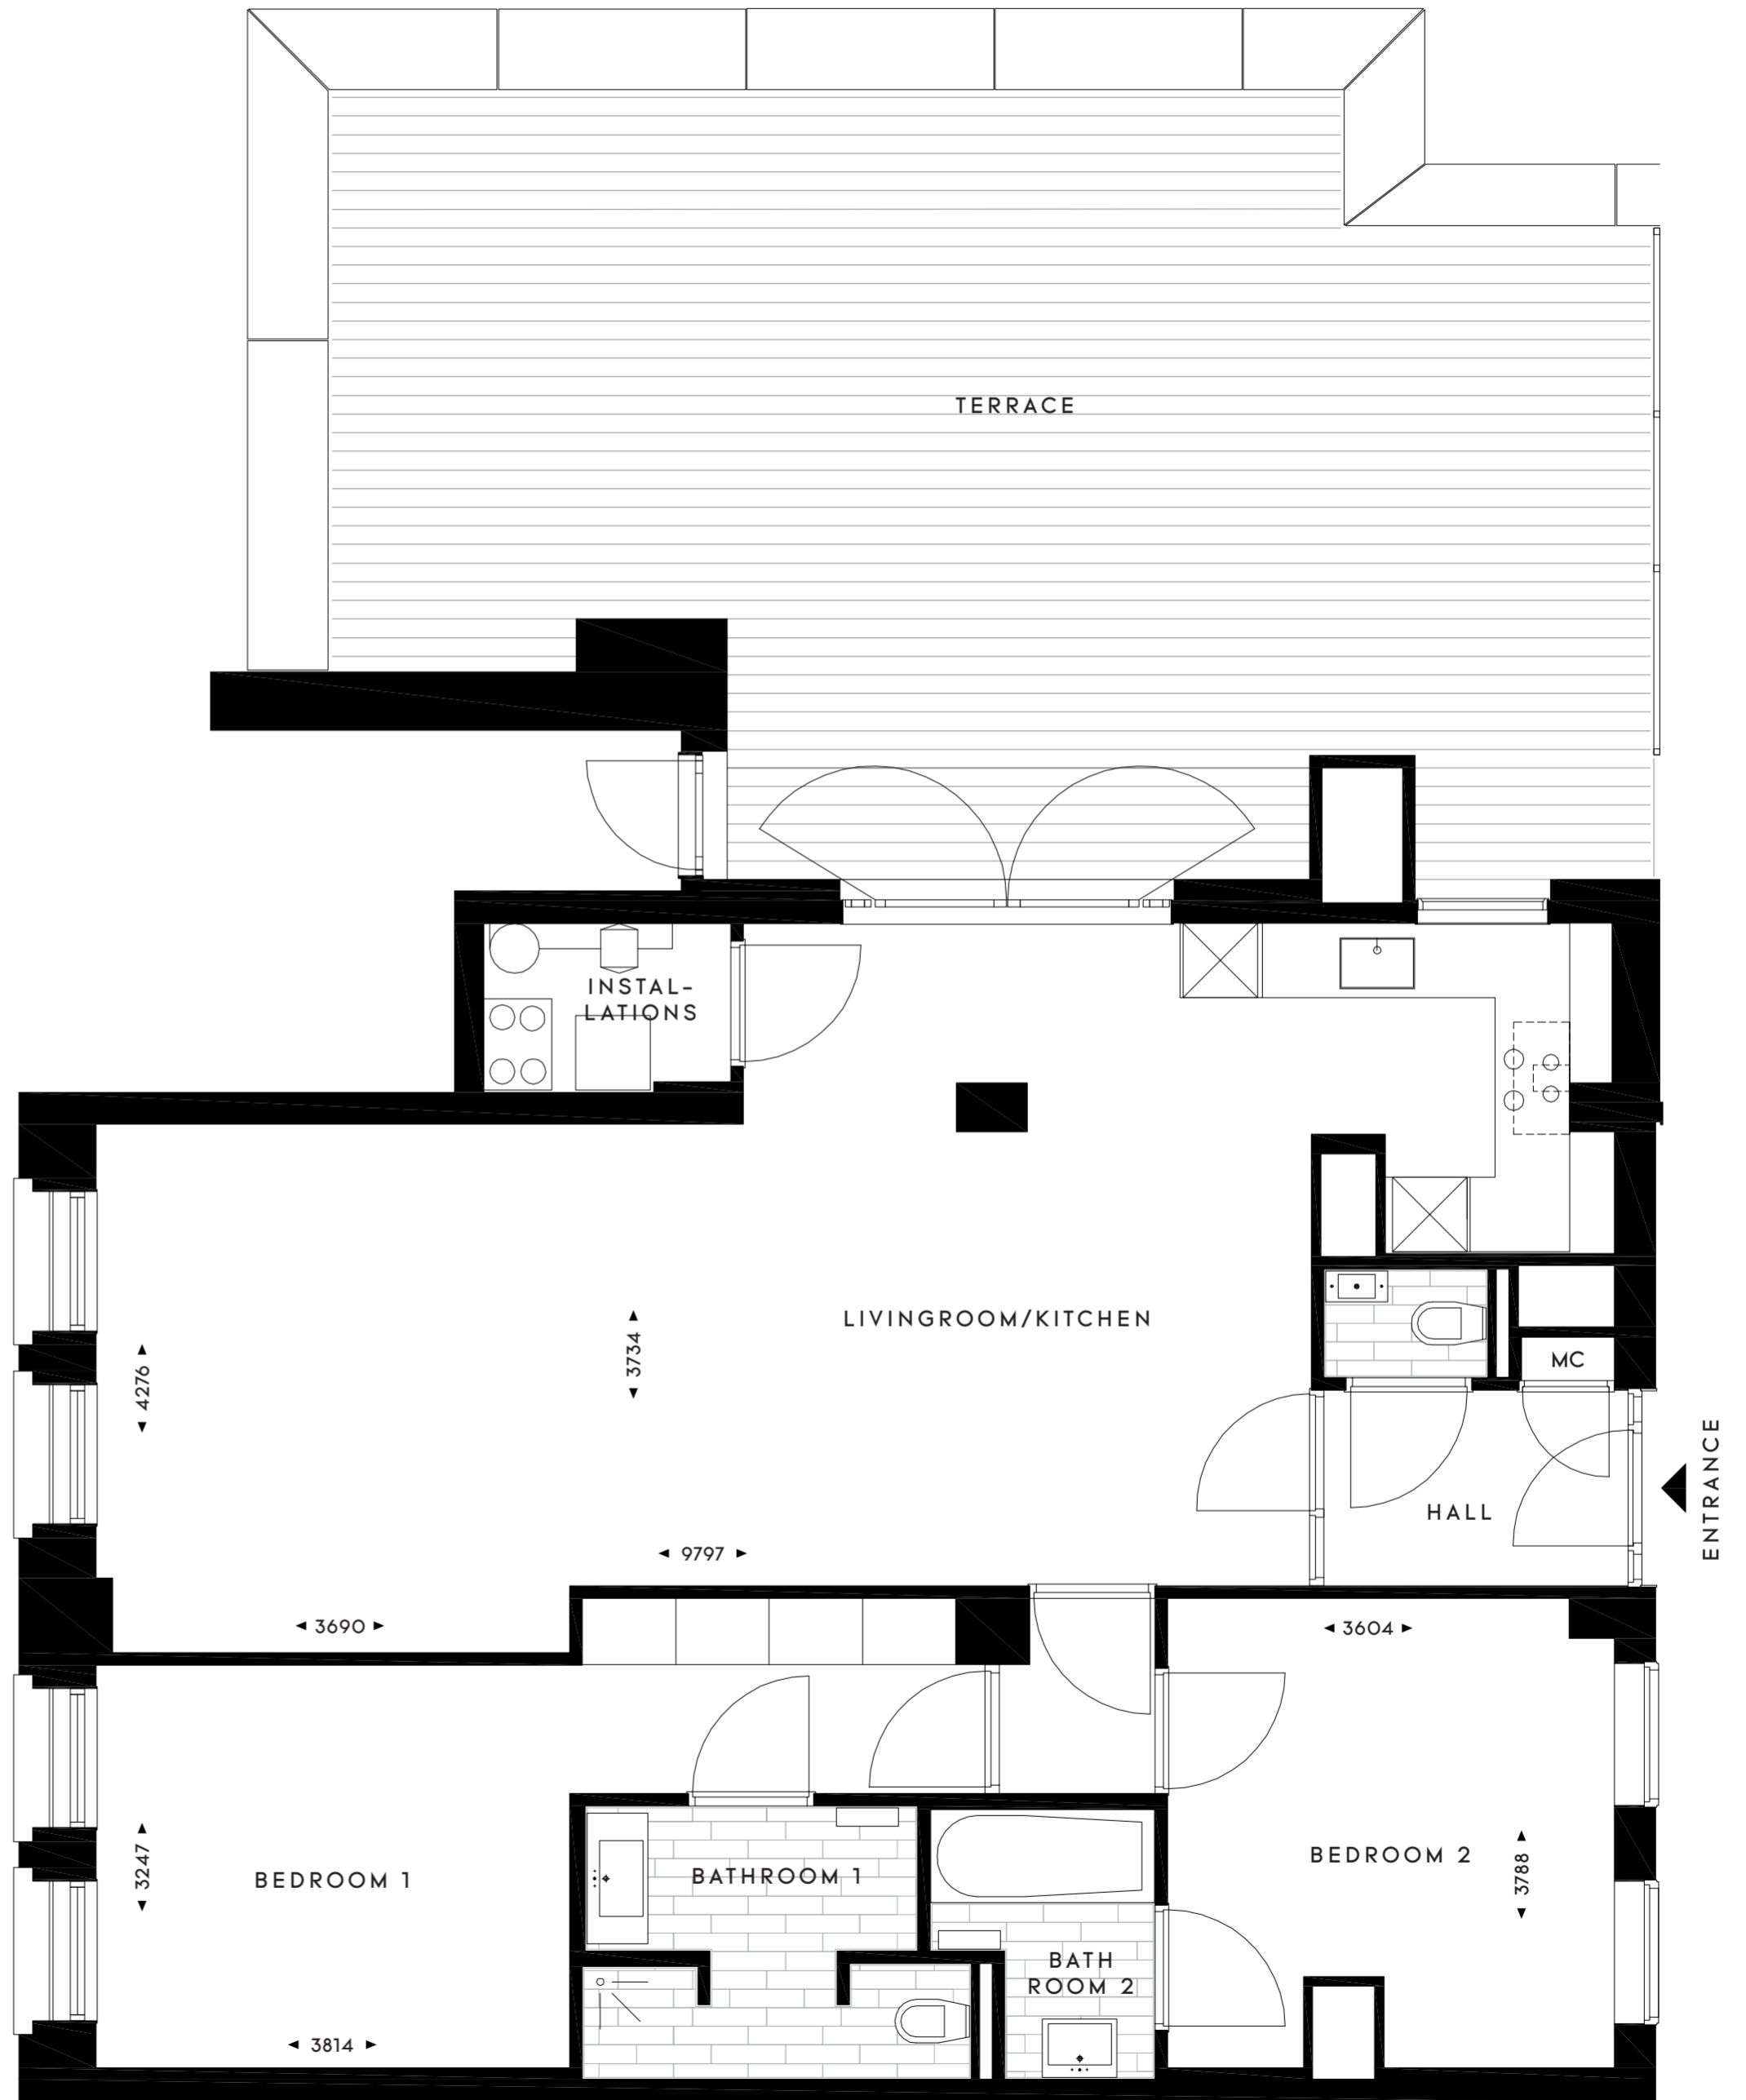 TERRACE
INSTAL-
LATIONS
LIVINGROOM/KITCHEN
3734
4276
MC
ENTRANCE
HALL
9797
3690
3604
BEDROOM 1
3247
BATHROOM 1
BEDROOM 2
3788
BATH
ROOM 2
3814